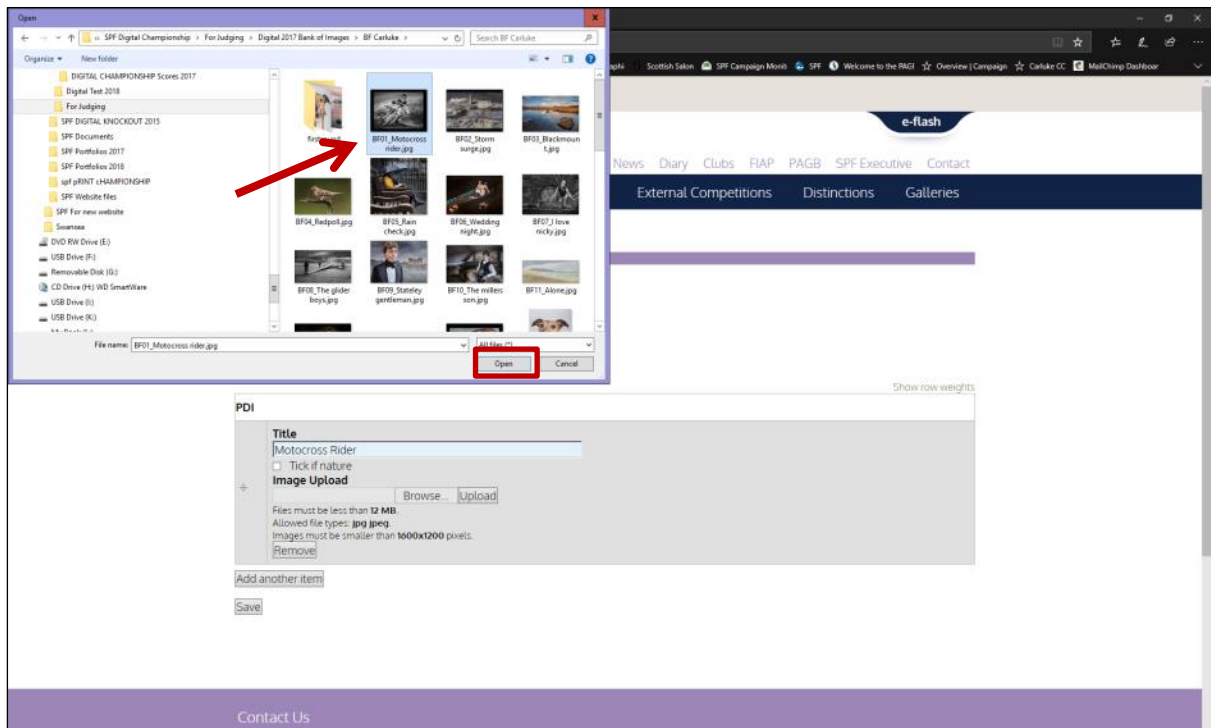 Open
« SPF Digital Championship › For Judging › Digital 2017 Bank of Images › BF Carluke ›
Search BF Carluke
Organize
New folder
DIGITAL CHAMPIONSHIP Scores 2017
Digital Test 2018
For Judging
SPF DIGITAL KNOCKOUT 2015
SPF Documents
SPF Portfolios 2017
SPF Portfolios 2018
spf pRINT cHAMPIONSHIP
SPF Website files
SPF For new website
Swansea
DVD RW Drive (E:)
USB Drive (F:)
Removable Disk (G:)
CD Drive (H:) WD SmartWare
USB Drive (I:)
USB Drive (K:)
BF01_Motocross rider.jpg
BF02_Storm surge.jpg
BF03_Blackmount.jpg
BF04_Redpoll.jpg
BF05_Rain check.jpg
BF06_Wedding night.jpg
BF07_I love nicky.jpg
BF08_The glider boys.jpg
BF09_Stateley gentleman.jpg
BF10_The millers son.jpg
BF11_Alone.jpg
File name: BF01_Motocross rider.jpg
All files (*)
Open Cancel
Scottish Salon SPF Campaign Monit SPF Welcome to the PAGI Overview | Campaign Carluke CC MailChimp Dashboar
e-flash
News Diary Clubs FIAP PAGB SPF Executive Contact
External Competitions Distinctions Galleries
Show row weights
PDI
Title
Motocross Rider
Tick if nature
Image Upload
Browse... Upload
Files must be less than 12 MB.
Allowed file types: jpg jpeg.
Images must be smaller than 1600x1200 pixels.
Remove
Add another item
Save
Contact Us